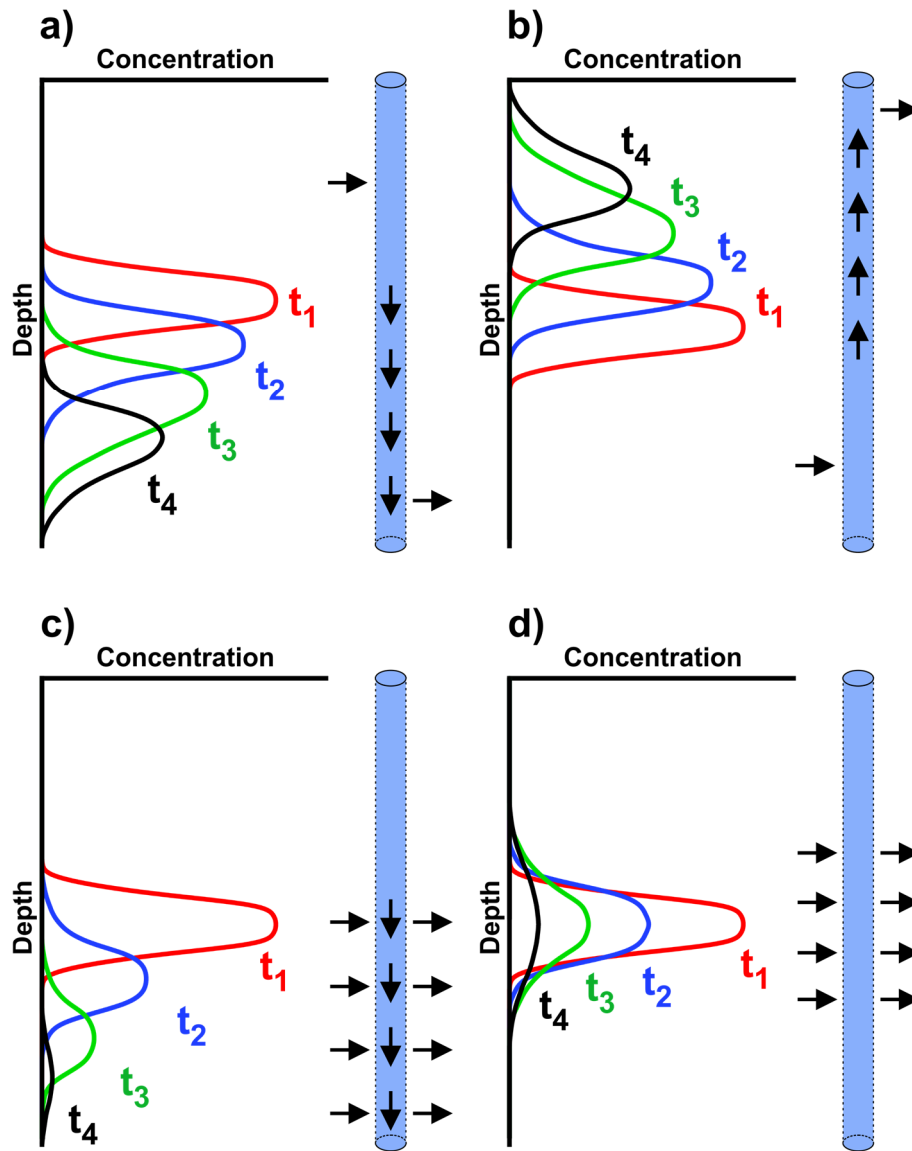 a)
Concentration
Depth
t1
t2
t3
t4
b)
Concentration
Depth
t4
t3
t2
t1
c)
Concentration
Depth
t1
t2
t3
t4
d)
Concentration
Depth
t4
t3
t2
t1